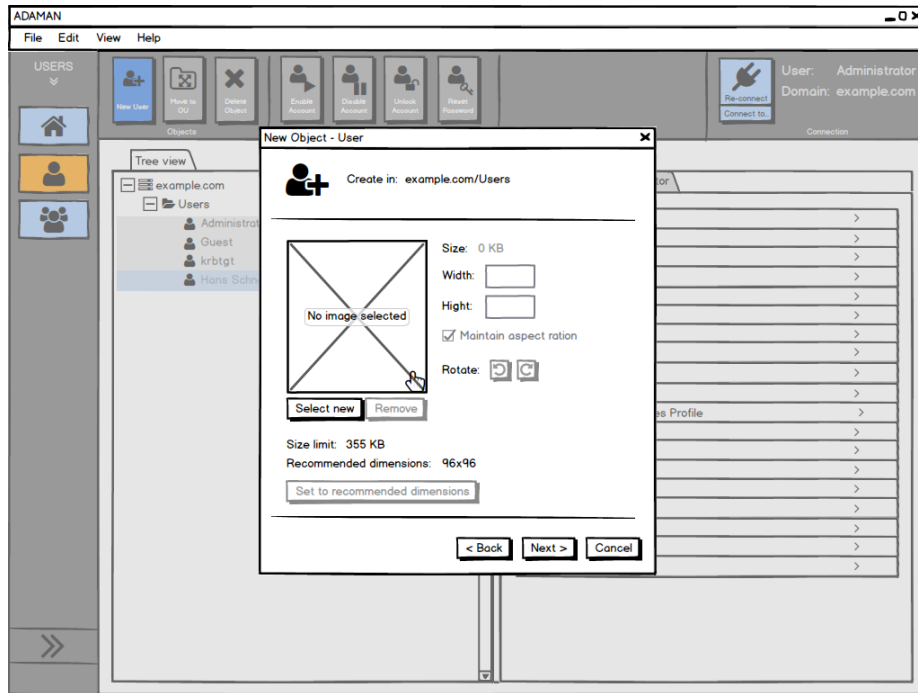 ADAMAN
File Edit View Help
USERS
New User
Move to OU
Delete Object
Objects
Enable Account
Disable Account
Unlock Account
Reset Password
Re-connect
Connect to..
User: Administrator
Domain: example.com
Connection
Tree view
example.com
Users
Administrat
Guest
krbtgt
Hans Schn
New Object - User
Create in: example.com/Users
No image selected
Size: 0 KB
Width:
Hight:
Maintain aspect ration
Rotate:
Select new Remove
Size limit: 355 KB
Recommended dimensions: 96x96
Set to recommended dimensions
< Back Next > Cancel
tor
es Profile